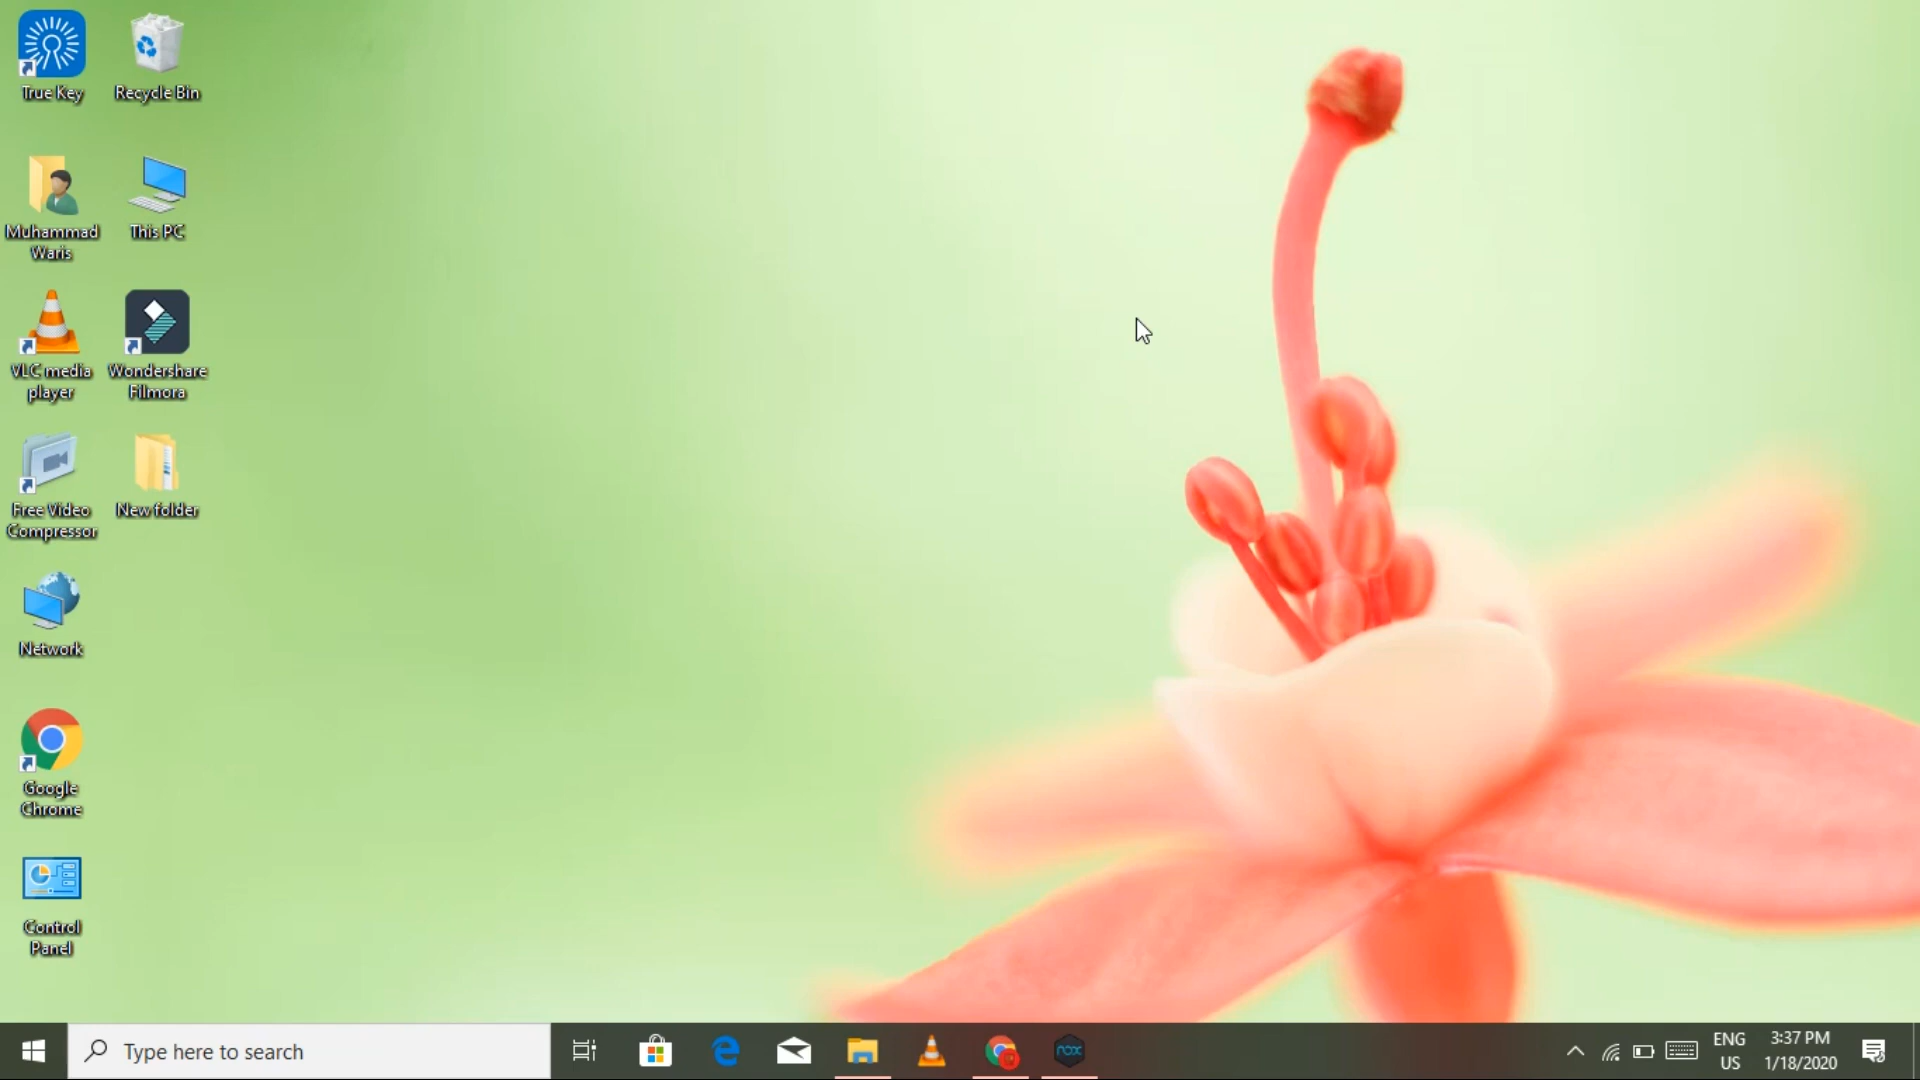 True Key
Recycle Bin
Muhammad
Waris
This PC
VLC media
player
Wondershare
Filmora
Free Video
Compressor
New folder
Network
Google
Chrome
Control
Panel
Type here to search
nox
ENG
US
3:37 PM
1/18/2020